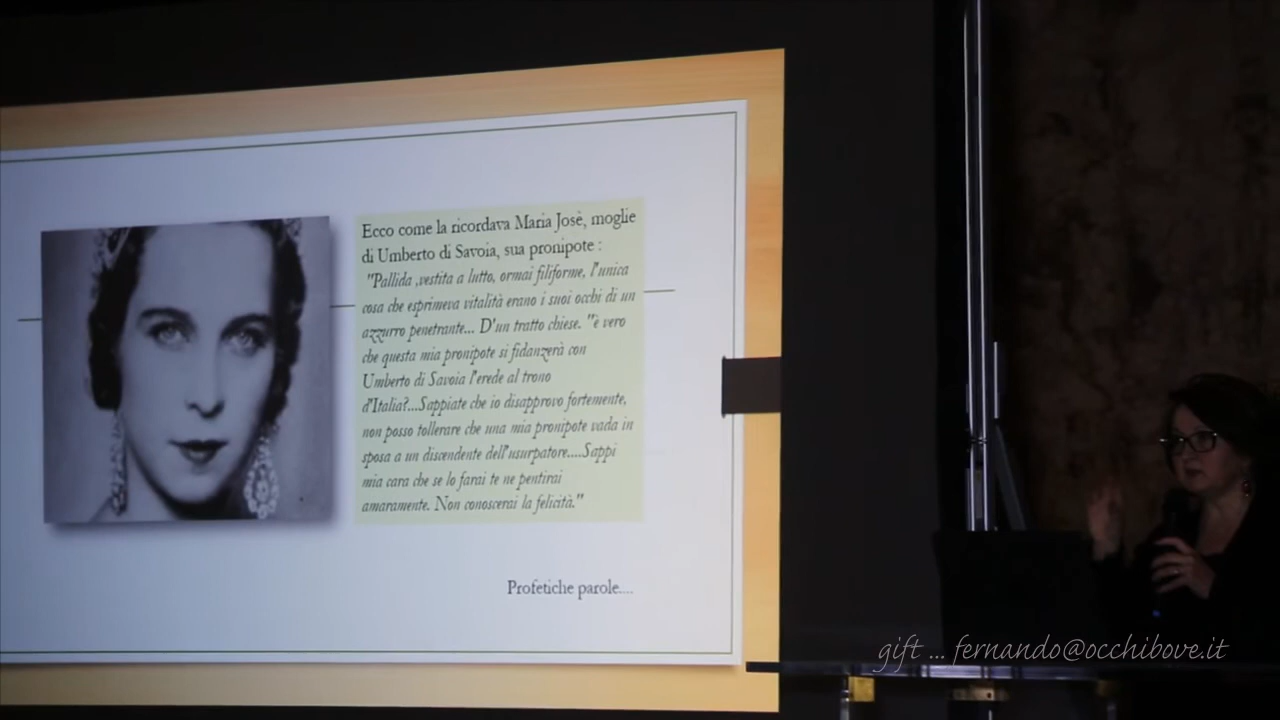 Ecco come la ricordava Maria Josè, moglie
di Umberto di Savoia, sua pronipote :
"Pallida ,vestita a lutto, ormai filiforme, l'unica
cosa che esprimeva vitalità erano i suoi occhi di un
azzurro penetrante... D'un tratto chiese. "è vero
che questa mia pronipote si fidanzerà con
Umberto di Savoia l'erede al trono
d'Italia?...Sappiate che io disapprovo fortemente,
non posso tollerare che una mia pronipote vada in
sposa a un discendente dell'usurpatore....Sappi
mia cara che se lo farai te ne pentirai
amaramente. Non conoscerai la felicità."
Profetiche parole....
gift ... fernando@occhibove.it